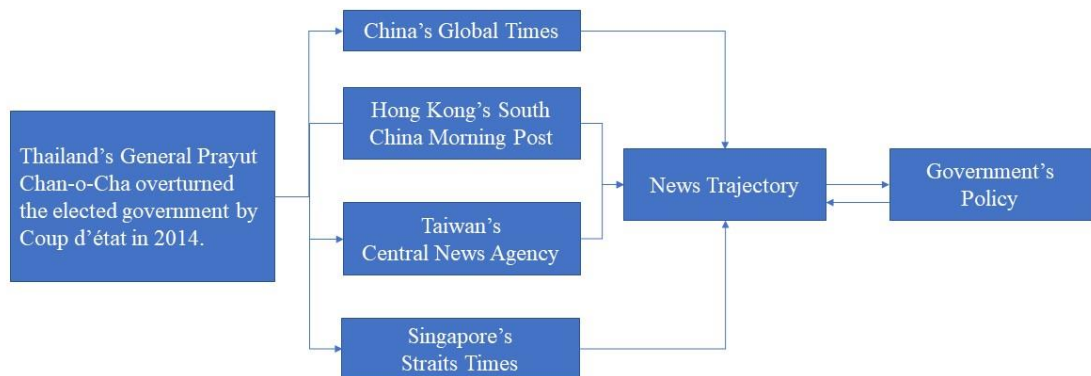 China’s Global Times
Hong Kong’s South
China Morning Post
Thailand’s General Prayut
Chan-o-Cha overturned
the elected government by
Coup d’état in 2014.
Taiwan’s
Central News Agency
Singapore’s
Straits Times
News Trajectory
Government’s
Policy